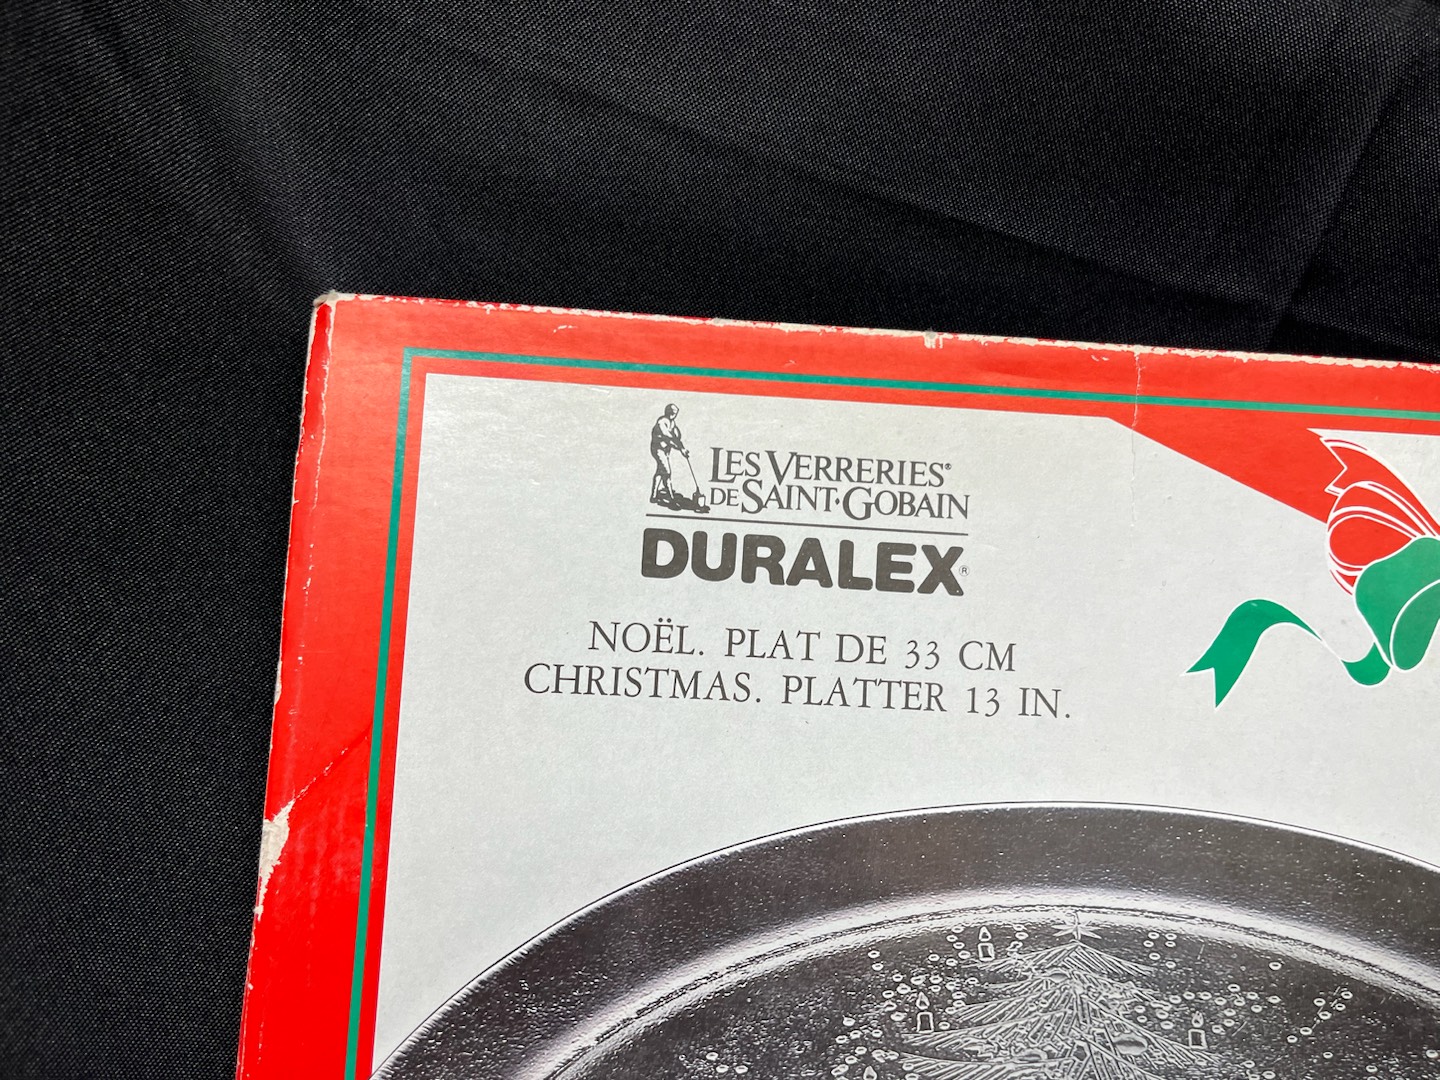 LES VERRERIES®
DE SAINT·GOBAIN
DURALEX®
NOËL. PLAT DE 33 CM
CHRISTMAS. PLATTER 13 IN.